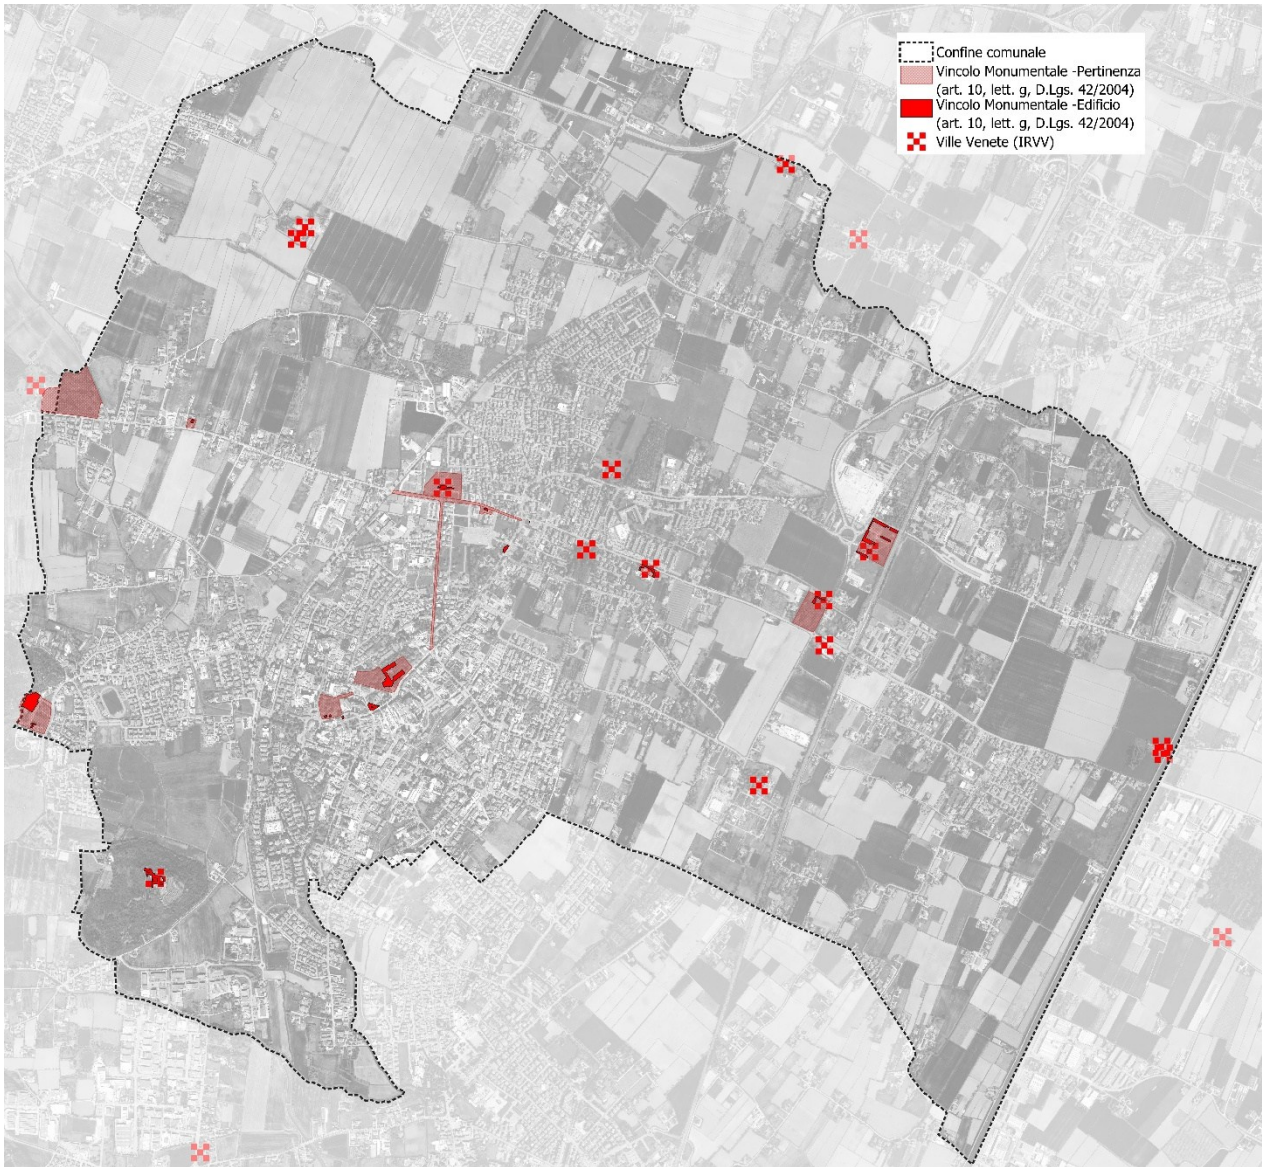 Confine comunale
Vincolo Monumentale -Pertinenza
(art. 10, lett. g, D.Lgs. 42/2004)
Vincolo Monumentale -Edificio
(art. 10, lett. g, D.Lgs. 42/2004)
Ville Venete (IRVV)